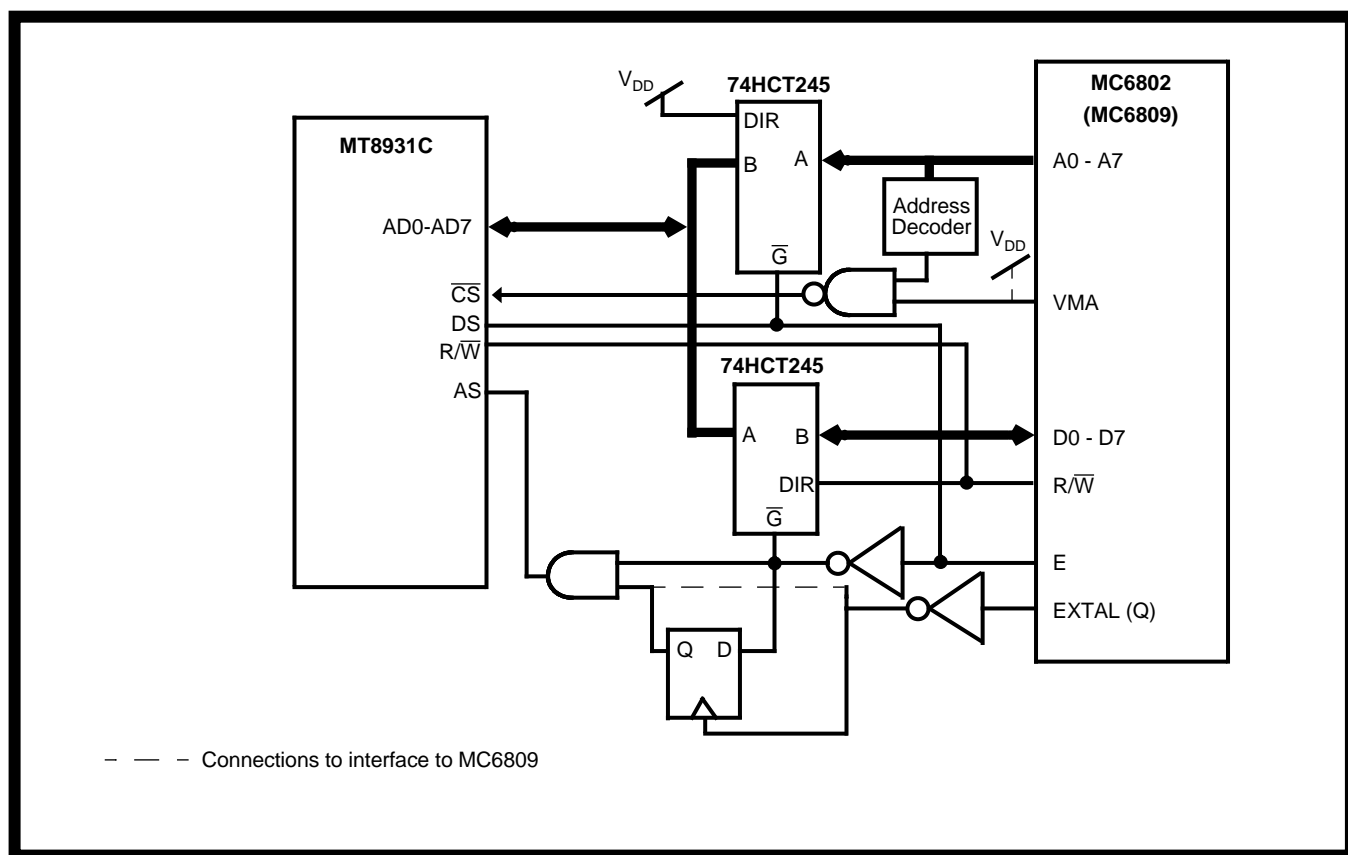 MT8931C
AD0-AD7
CS
DS
R/W
AS
VDD
74HCT245
DIR
B
A
G
Address
Decoder
VDD
MC6802
(MC6809)
A0 - A7
VMA
D0 - D7
R/W
E
EXTAL (Q)
74HCT245
A
B
DIR
G
Q
D
Connections to interface to MC6809